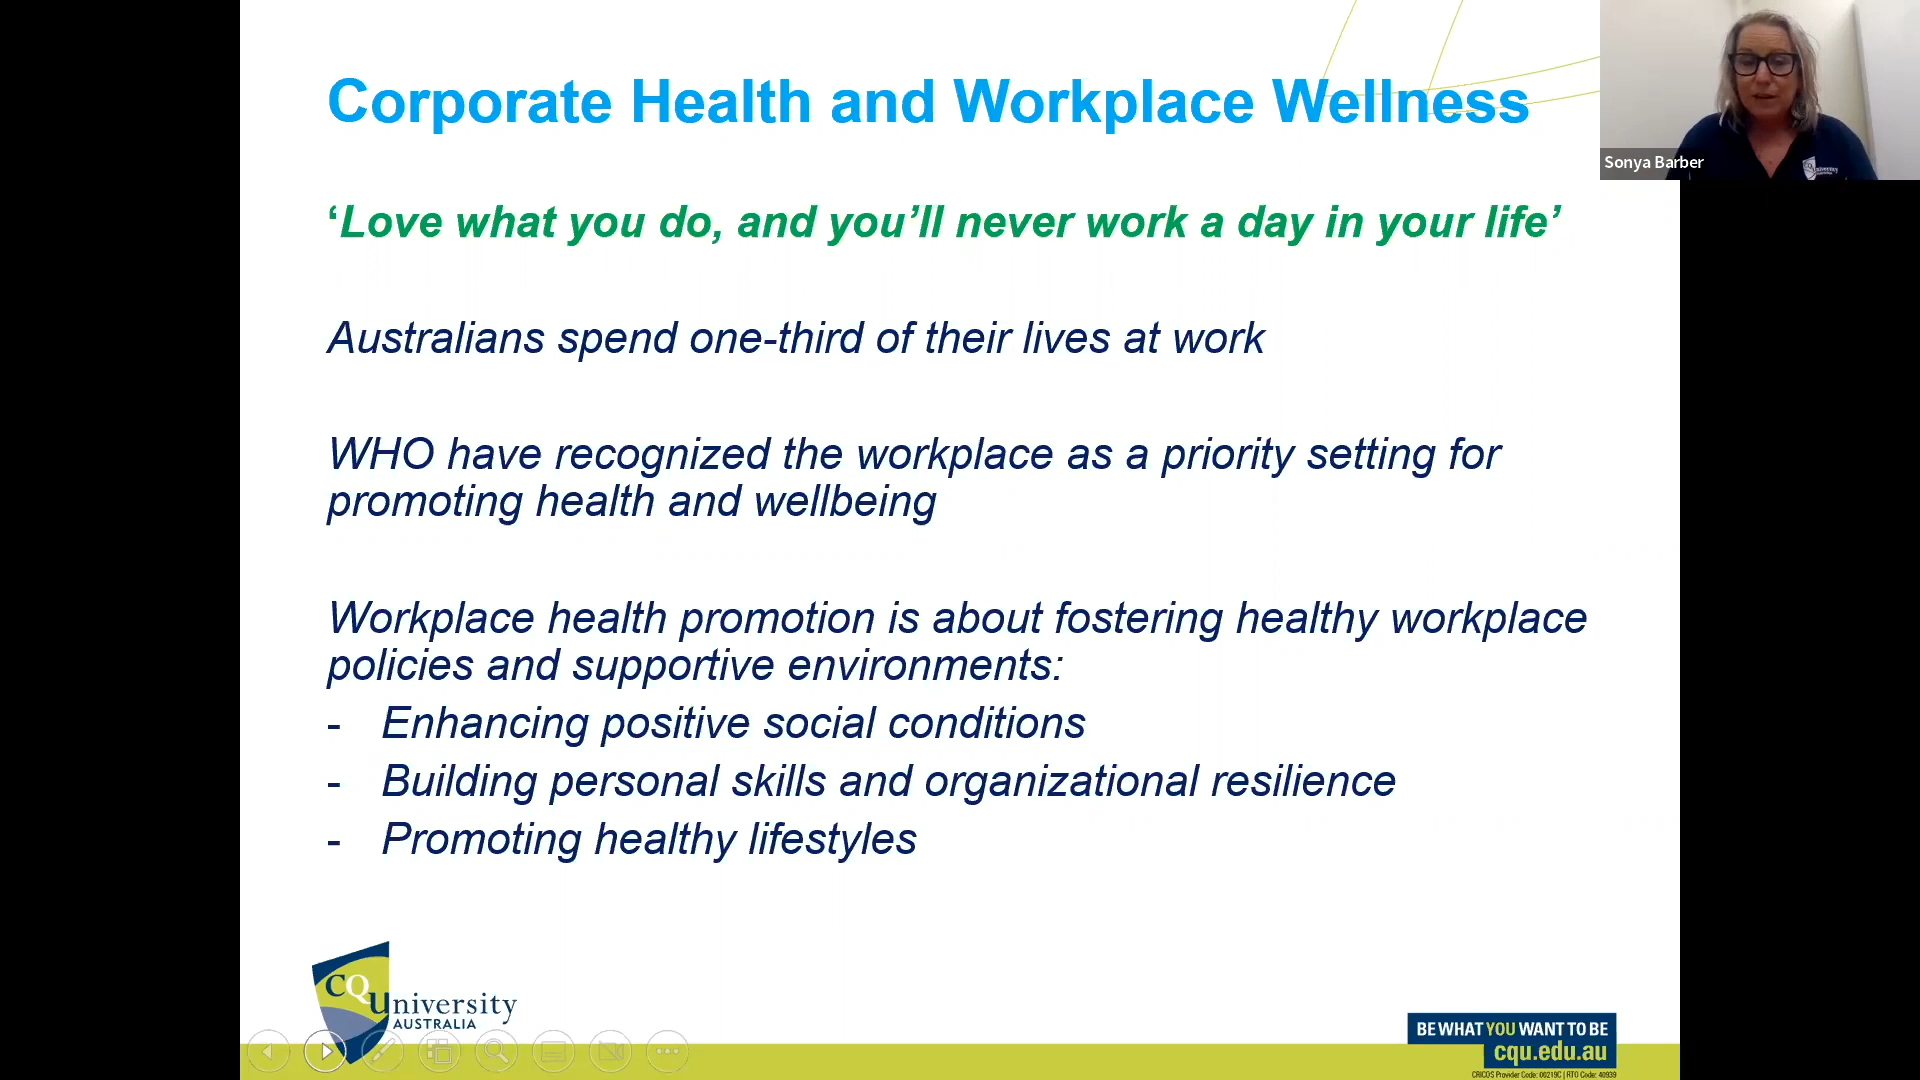 Corporate Health and Workplace Wellness
Sonya Barber
‘Love what you do, and you’ll never work a day in your life’
Australians spend one-third of their lives at work
WHO have recognized the workplace as a priority setting for
promoting health and wellbeing
Workplace health promotion is about fostering healthy workplace
policies and supportive environments:
- Enhancing positive social conditions
- Building personal skills and organizational resilience
- Promoting healthy lifestyles
CQUniversity
AUSTRALIA
BE WHAT YOU WANT TO BE
cqu.edu.au
CRICOS Provider Code: 00219C | RTO Code: 40939